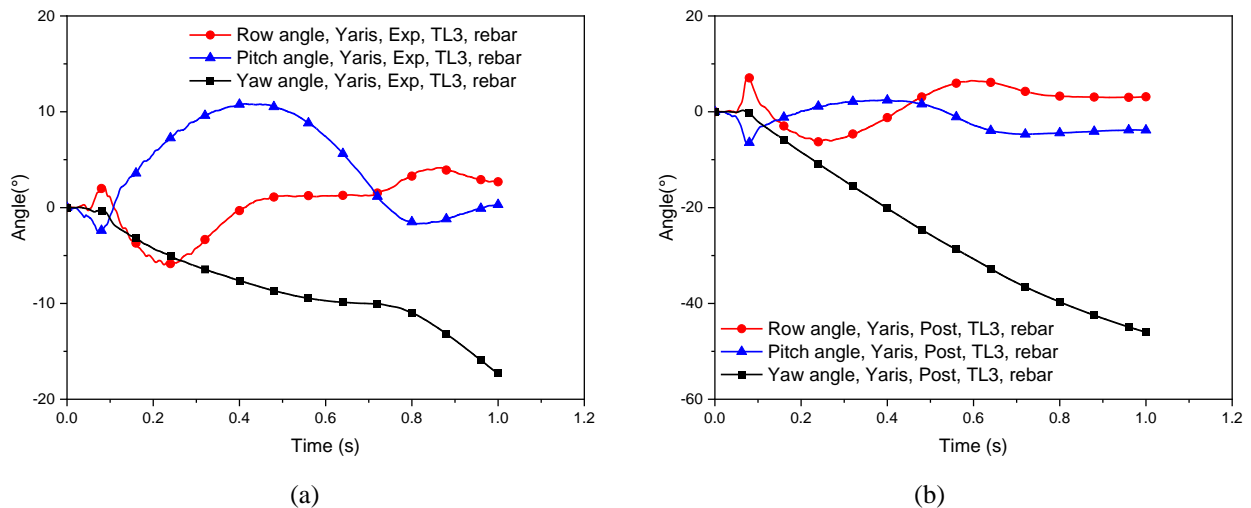 20
10
0
-10
-20
Angle(°)
Row angle, Yaris, Exp, TL3, rebar
Pitch angle, Yaris, Exp, TL3, rebar
Yaw angle, Yaris, Exp, TL3, rebar
0.0 0.2 0.4 0.6 0.8 1.0 1.2
Time (s)
(a)
20
0
-20
-40
-60
Angle(°)
Row angle, Yaris, Post, TL3, rebar
Pitch angle, Yaris, Post, TL3, rebar
Yaw angle, Yaris, Post, TL3, rebar
0.0 0.2 0.4 0.6 0.8 1.0 1.2
Time (s)
(b)